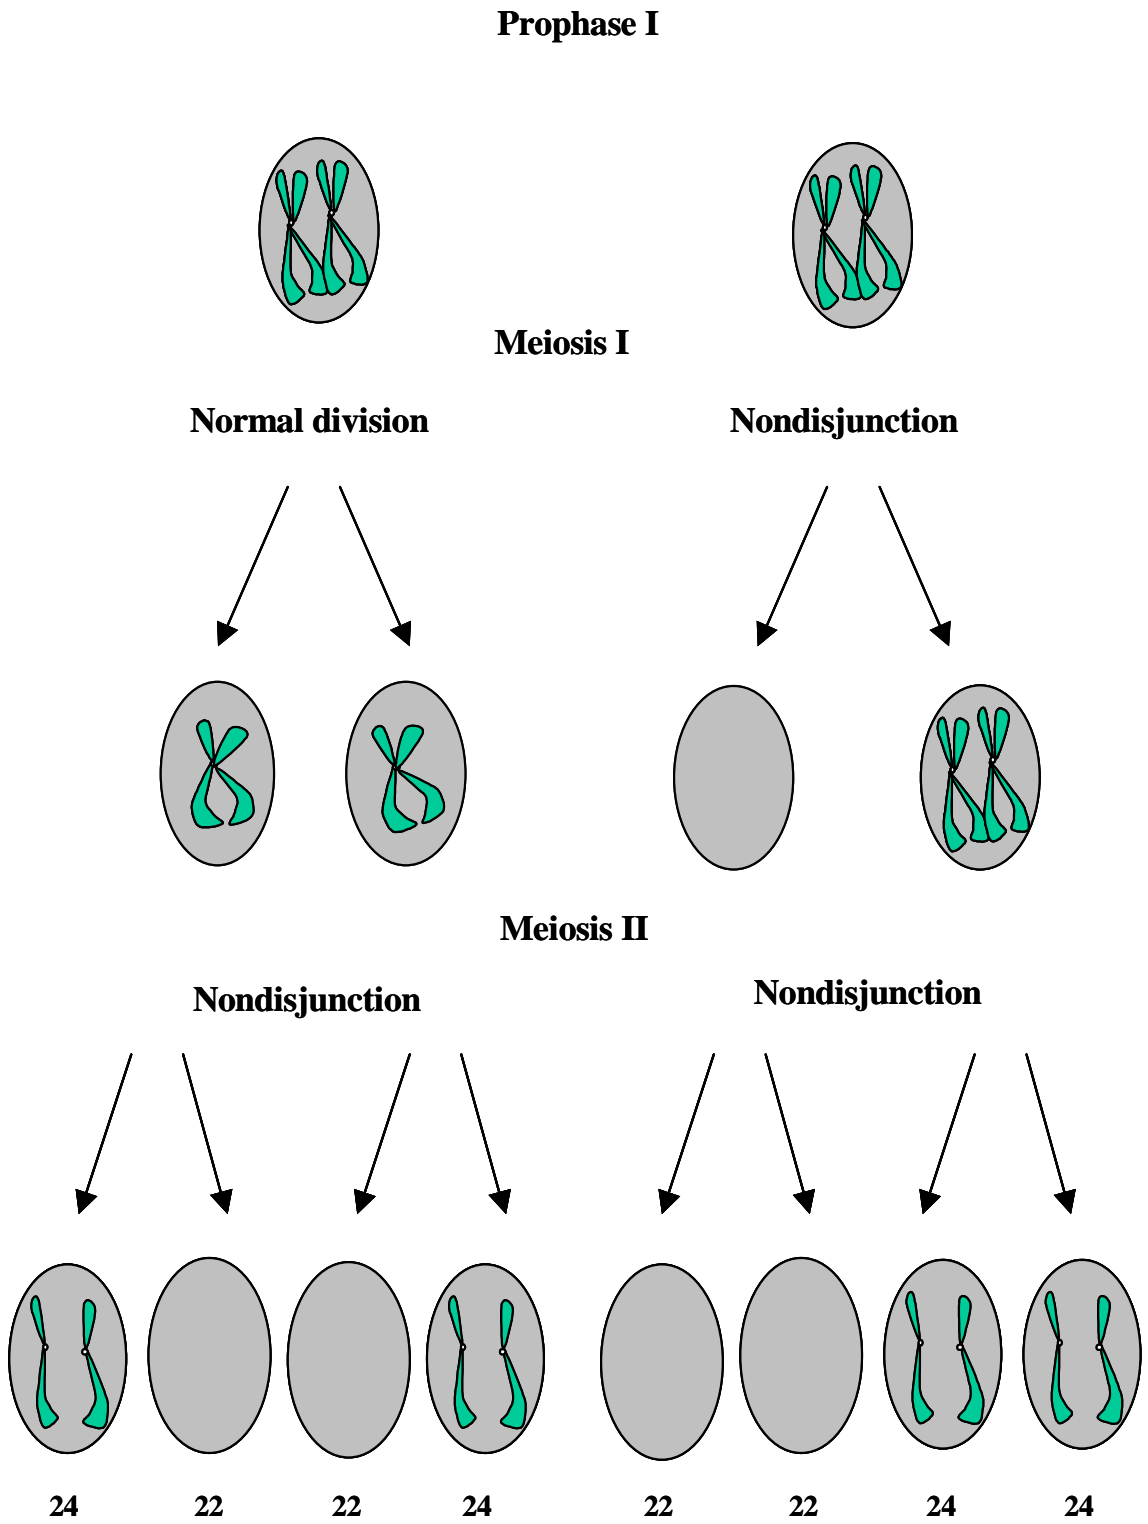 Prophase I
Meiosis I
Normal division
Nondisjunction
Meiosis II
Nondisjunction
Nondisjunction
24
22
22
24
22
22
24
24